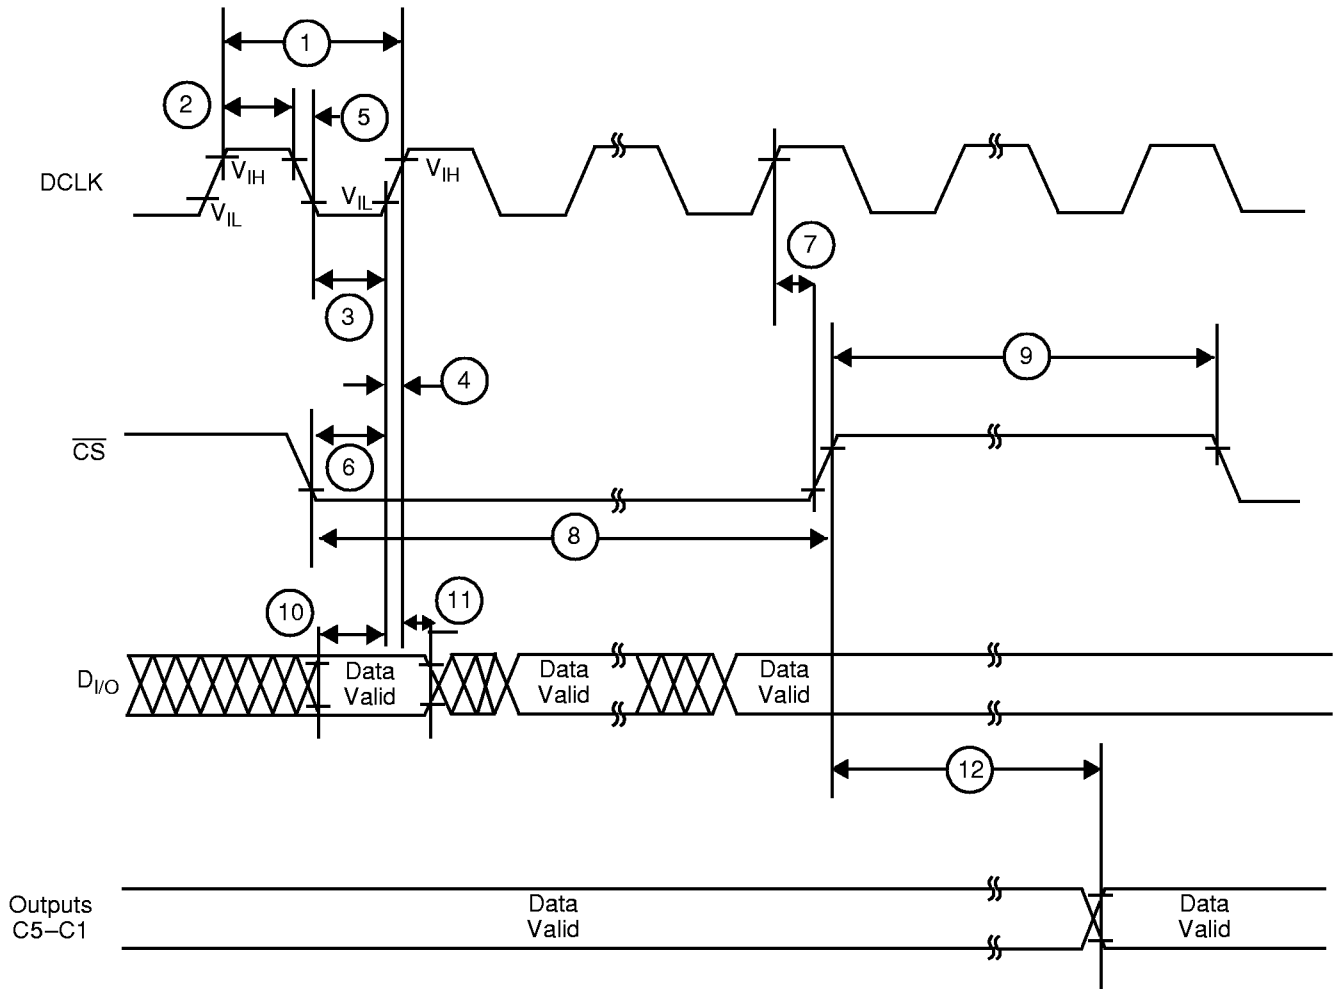 1
2
5
DCLK
VIH
VIL
VIL
VIH
7
3
4
9
CS
6
8
10
11
DI/O
Data
Valid
Data
Valid
Data
Valid
12
Outputs
C5–C1
Data
Valid
Data
Valid